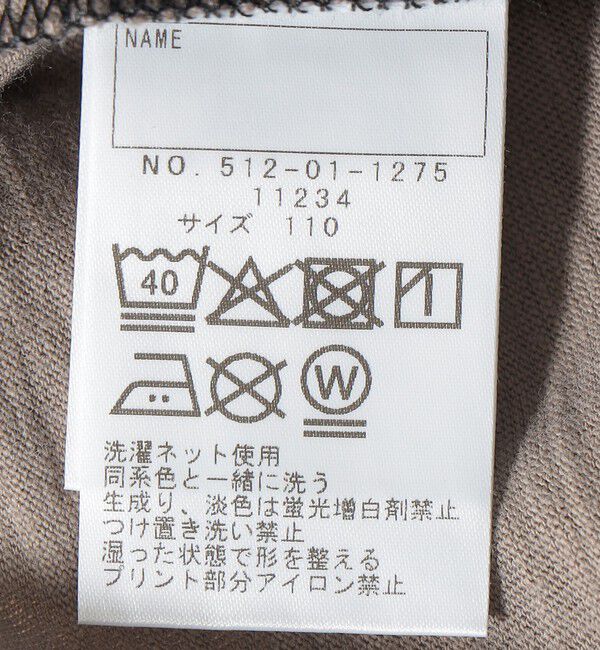 NAME
NO. 512-01-1275
11234
サイズ 110
40
W
洗濯ネット使用
同系色と一緒に洗う
生成り、淡色は蛍光増白剤禁止
つけ置き洗い禁止
湿った状態で形を整える
プリント部分アイロン禁止